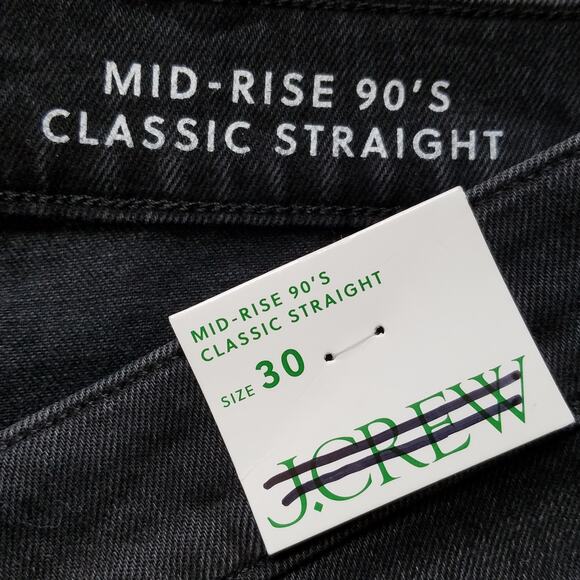 MID-RISE 90'S
CLASSIC STRAIGHT
MID-RISE 90'S
CLASSIC STRAIGHT
SIZE 30
J.CREW